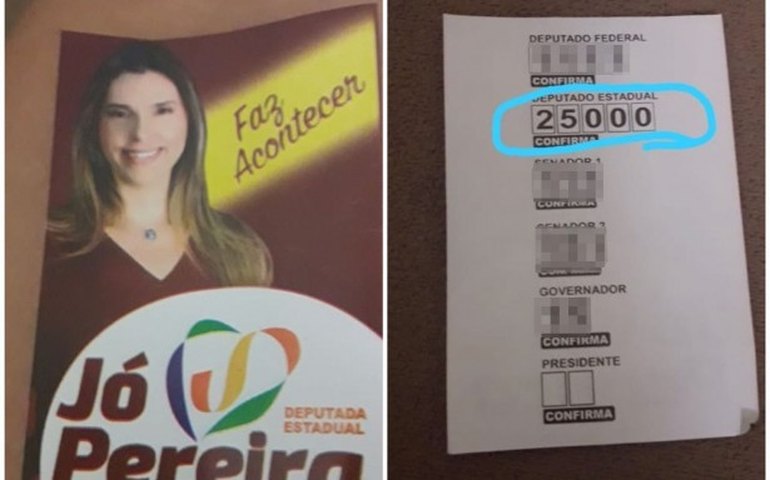 Faz
Acontecer
Jó
Pereira
DEPUTADA
ESTADUAL
DEPUTADO FEDERAL
CONFIRMA
DEPUTADO ESTADUAL
25000
CONFIRMA
SENADOR 1
CONFIRMA
SENADOR 2
CONFIRMA
GOVERNADOR
CONFIRMA
PRESIDENTE
CONFIRMA